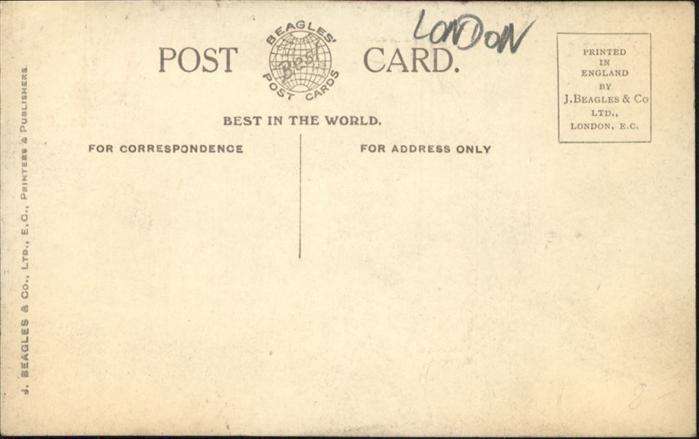 POST CARD.
BEAGLES'
Best
POST CARDS
LONDON
BEST IN THE WORLD.
FOR CORRESPONDENCE
FOR ADDRESS ONLY
PRINTED
IN
ENGLAND
BY
J. BEAGLES & Co
LTD.,
LONDON, E.C.
J. BEAGLES & Co., LTD., E.C., PRINTERS & PUBLISHERS.